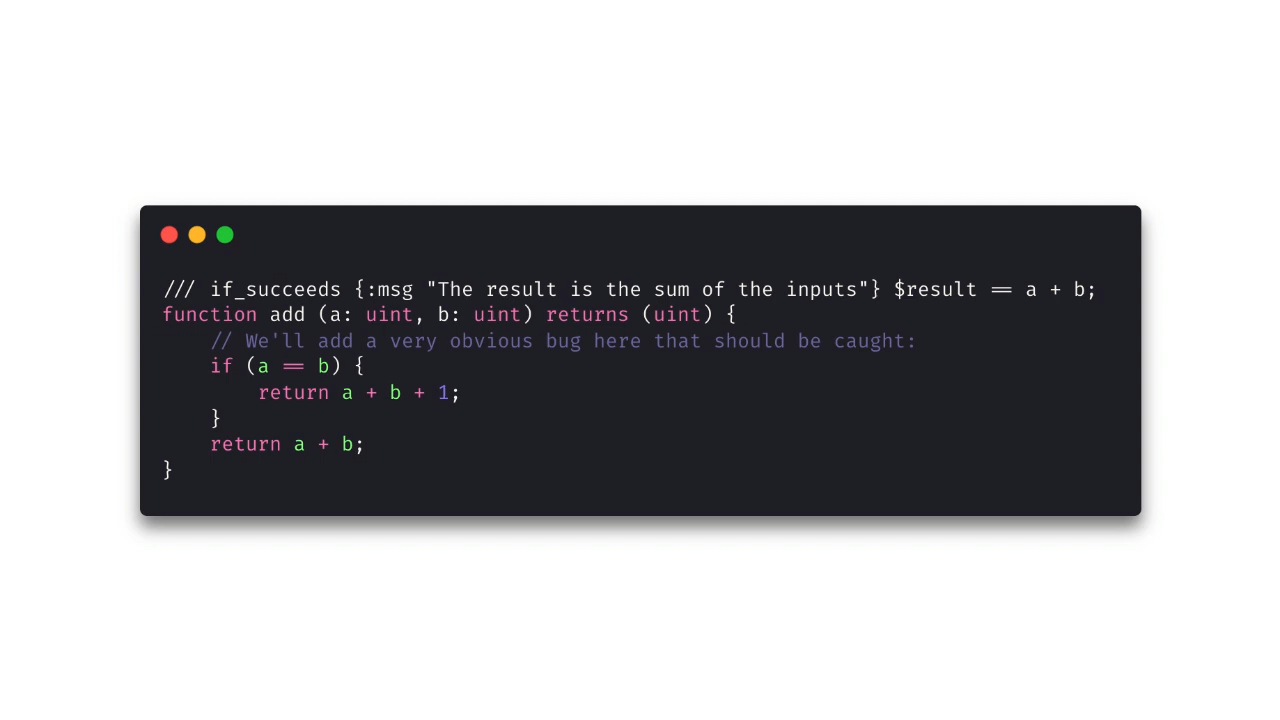 /// if_succeeds {:msg "The result is the sum of the inputs"} $result == a + b;
function add (a: uint, b: uint) returns (uint) {
    // We'll add a very obvious bug here that should be caught:
    if (a == b) {
        return a + b + 1;
    }
    return a + b;
}